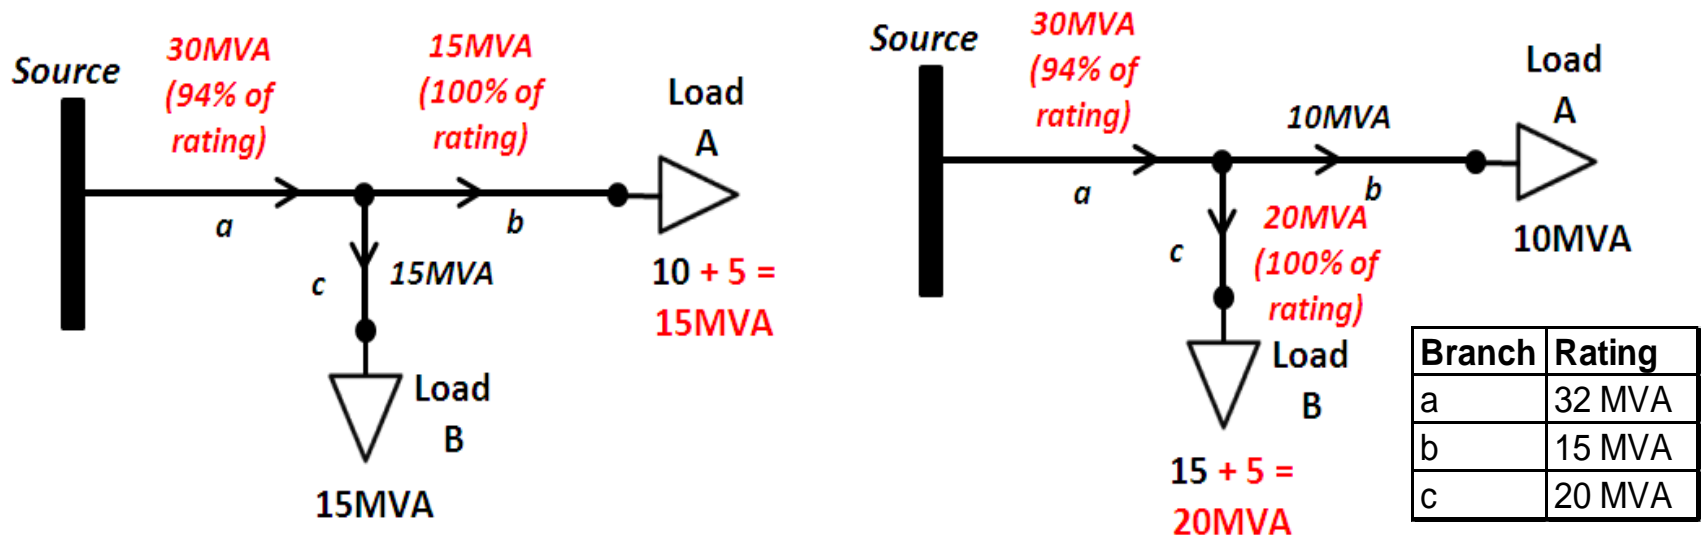 Source
30MVA
(94% of
rating)
15MVA
(100% of
rating)
Load
A
a
b
c
15MVA
10 + 5 =
15MVA
Load
B
15MVA
Source
30MVA
(94% of
rating)
10MVA
Load
A
a
b
c
20MVA
(100% of
rating)
10MVA
Load
B
15 + 5 =
20MVA
Branch Rating
a 32 MVA
b 15 MVA
c 20 MVA